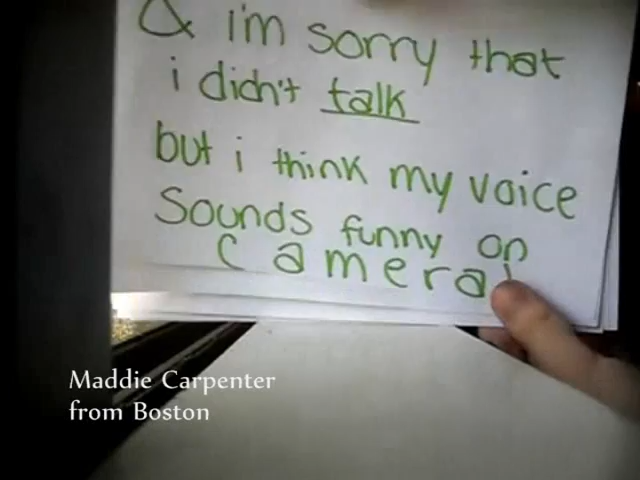 & i'm sorry that
i didn't talk
but i think my voice
Sounds funny on
Camera!
Maddie Carpenter
from Boston